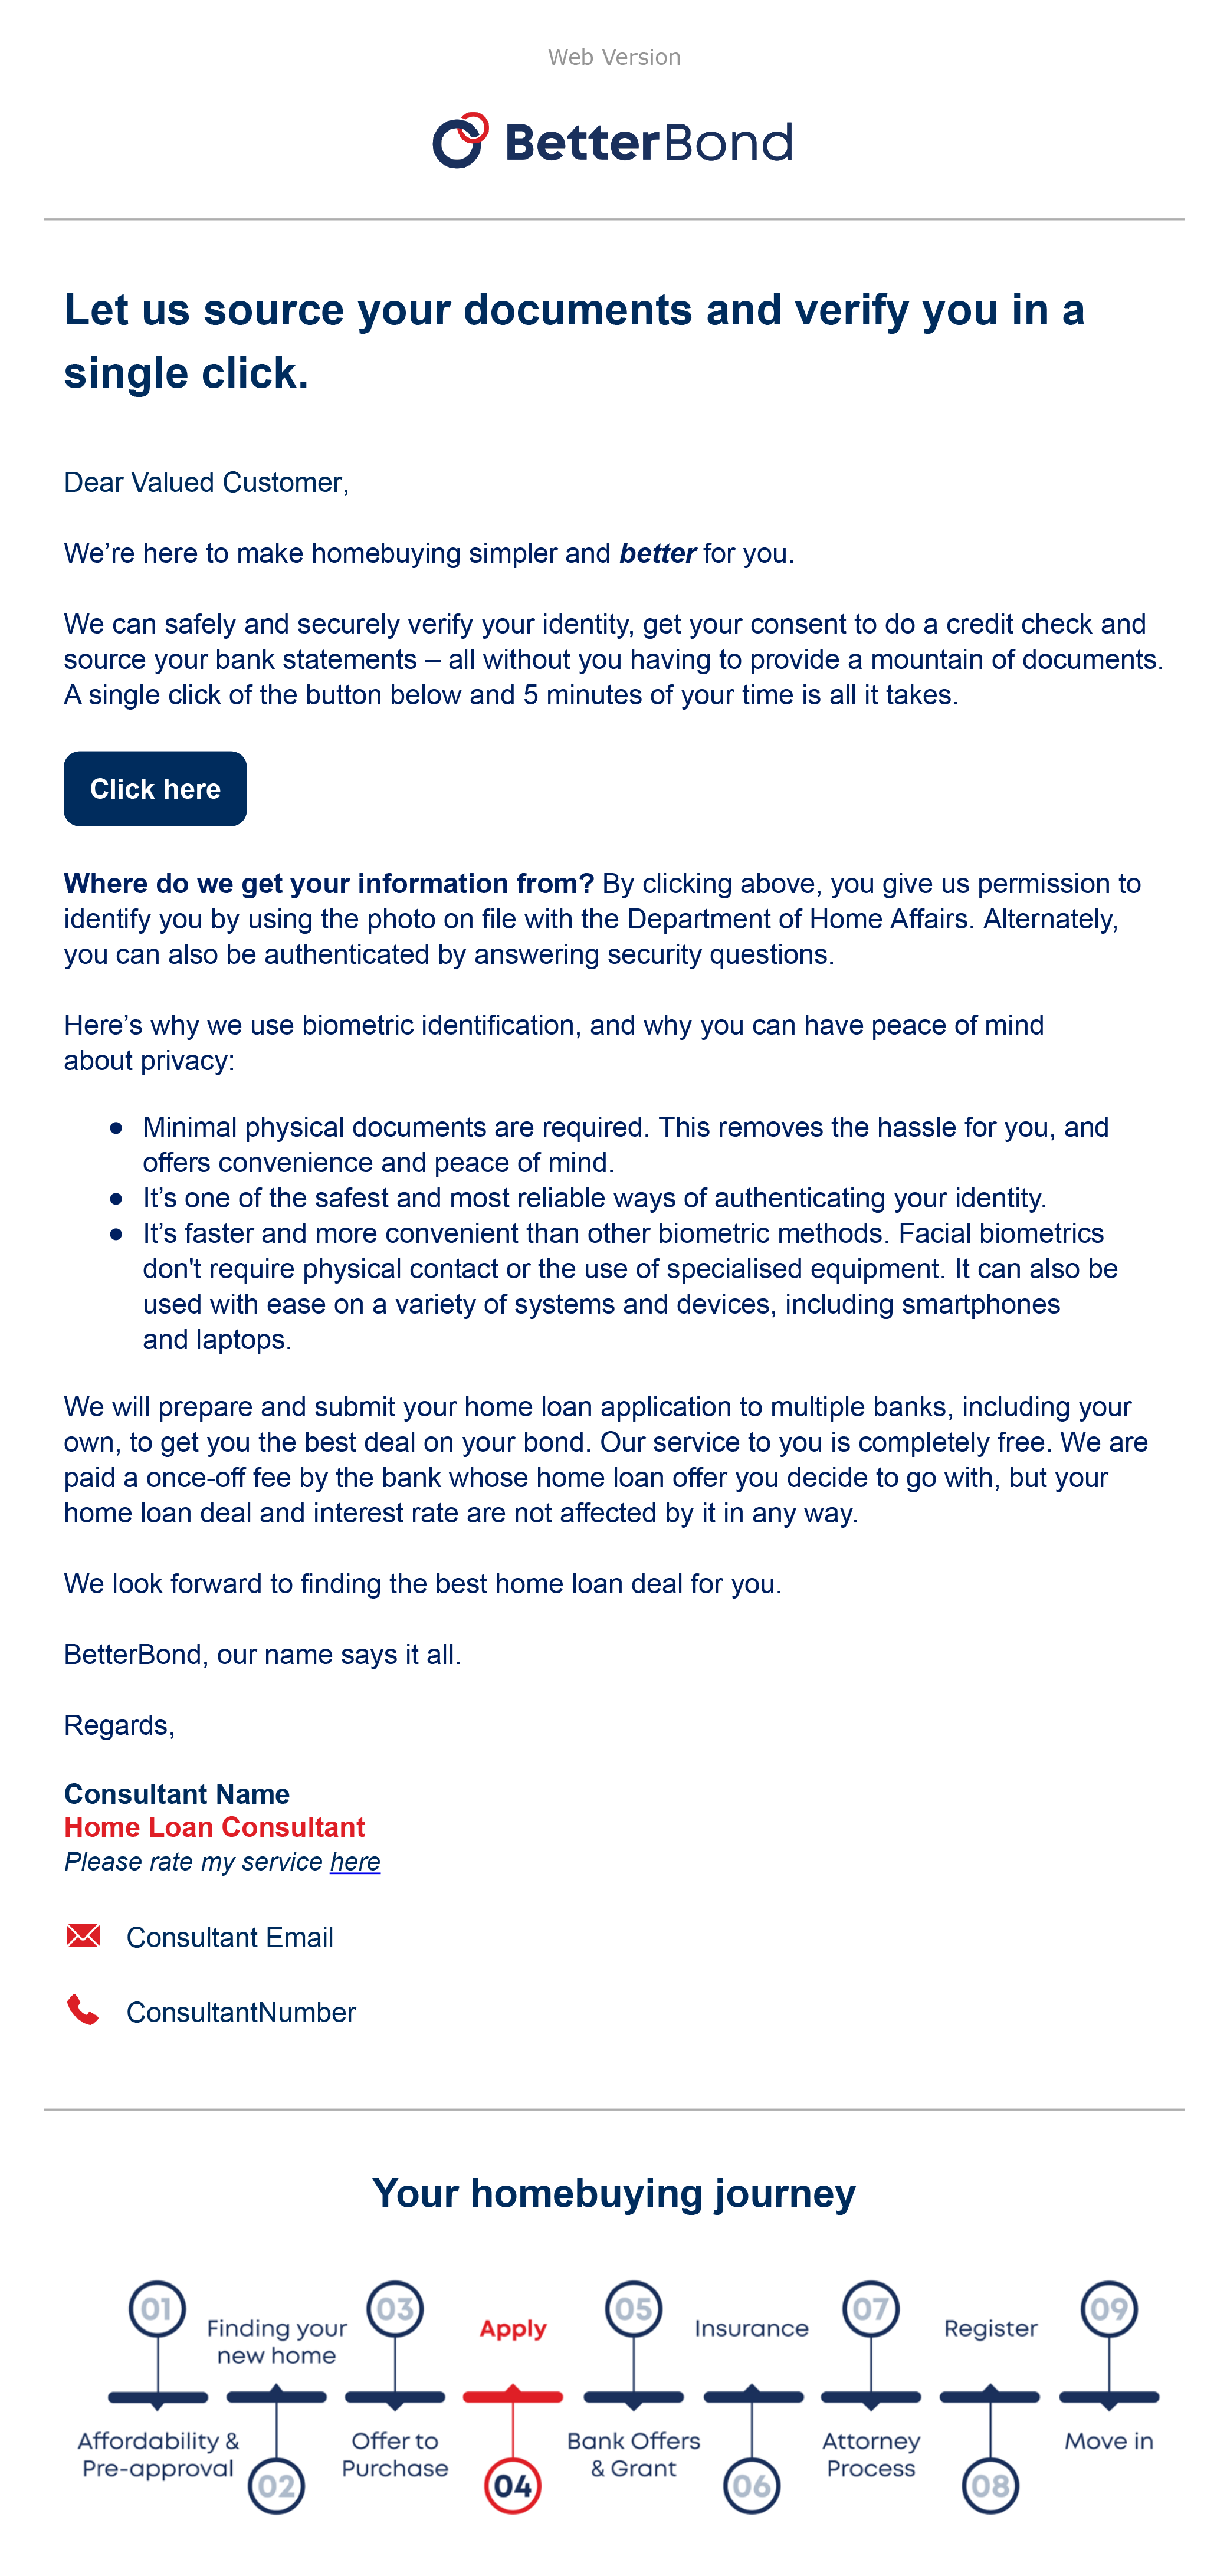 Web Version
BetterBond
Let us source your documents and verify you in a
single click.
Dear Valued Customer,
We’re here to make homebuying simpler and better for you.
We can safely and securely verify your identity, get your consent to do a credit check and
source your bank statements – all without you having to provide a mountain of documents.
A single click of the button below and 5 minutes of your time is all it takes.
Click here
Where do we get your information from? By clicking above, you give us permission to
identify you by using the photo on file with the Department of Home Affairs. Alternately,
you can also be authenticated by answering security questions.
Here’s why we use biometric identification, and why you can have peace of mind
about privacy:
● Minimal physical documents are required. This removes the hassle for you, and
offers convenience and peace of mind.
● It’s one of the safest and most reliable ways of authenticating your identity.
● It’s faster and more convenient than other biometric methods. Facial biometrics
don't require physical contact or the use of specialised equipment. It can also be
used with ease on a variety of systems and devices, including smartphones
and laptops.
We will prepare and submit your home loan application to multiple banks, including your
own, to get you the best deal on your bond. Our service to you is completely free. We are
paid a once-off fee by the bank whose home loan offer you decide to go with, but your
home loan deal and interest rate are not affected by it in any way.
We look forward to finding the best home loan deal for you.
BetterBond, our name says it all.
Regards,
Consultant Name
Home Loan Consultant
Please rate my service here
Consultant Email
ConsultantNumber
Your homebuying journey
01
Affordability &
Pre-approval
Finding your
new home
02
03
Offer to
Purchase
Apply
04
05
Bank Offers
& Grant
Insurance
06
07
Attorney
Process
Register
08
09
Move in